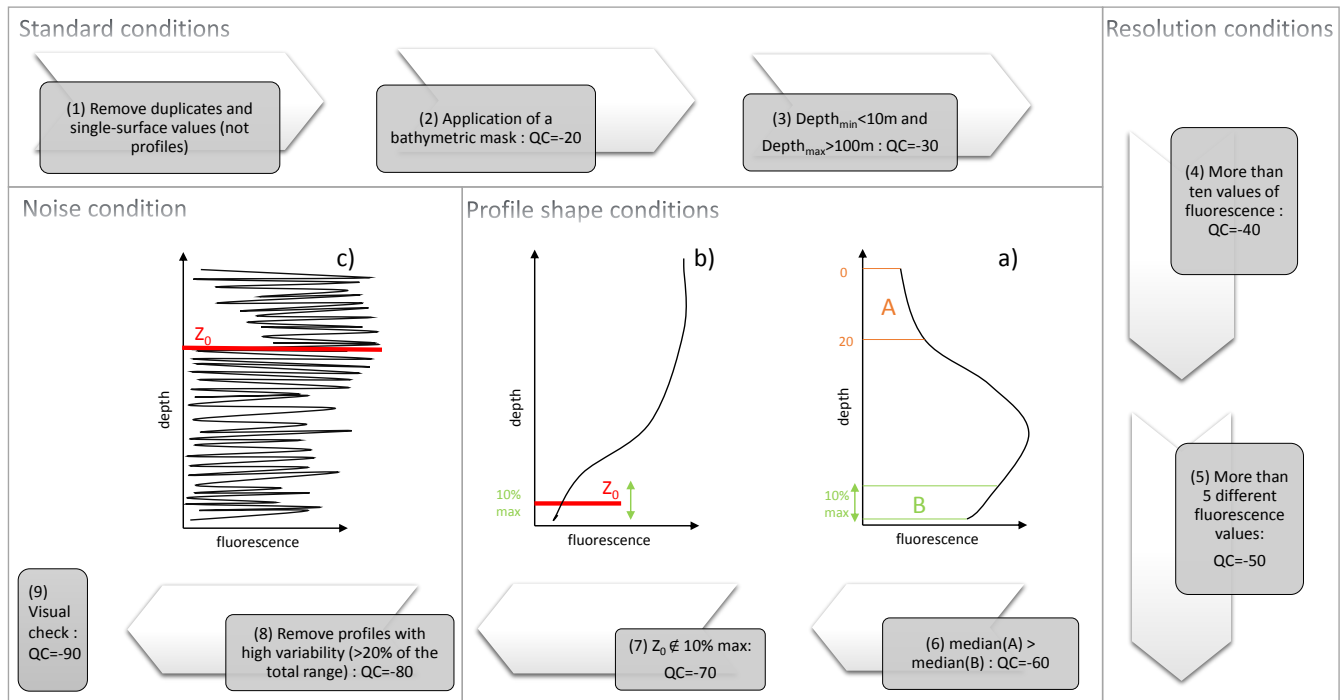 Standard conditions
(1) Remove duplicates and
single-surface values (not
profiles)
(2) Application of a
bathymetric mask : QC=-20
(3) Depthmin<10m and
Depthmax>100m : QC=-30
Resolution conditions
(4) More than
ten values of
fluorescence :
QC=-40
(5) More than
5 different
fluorescence
values:
QC=-50
Profile shape conditions
a)
0
A
20
depth
10%
max
B
fluorescence
(6) median(A) >
median(B) : QC=-60
b)
depth
10%
max
Z0
fluorescence
(7) Z0 ∉ 10% max:
QC=-70
Noise condition
c)
Z0
depth
fluorescence
(8) Remove profiles with
high variability (>20% of the
total range) : QC=-80
(9)
Visual
check :
QC=-90